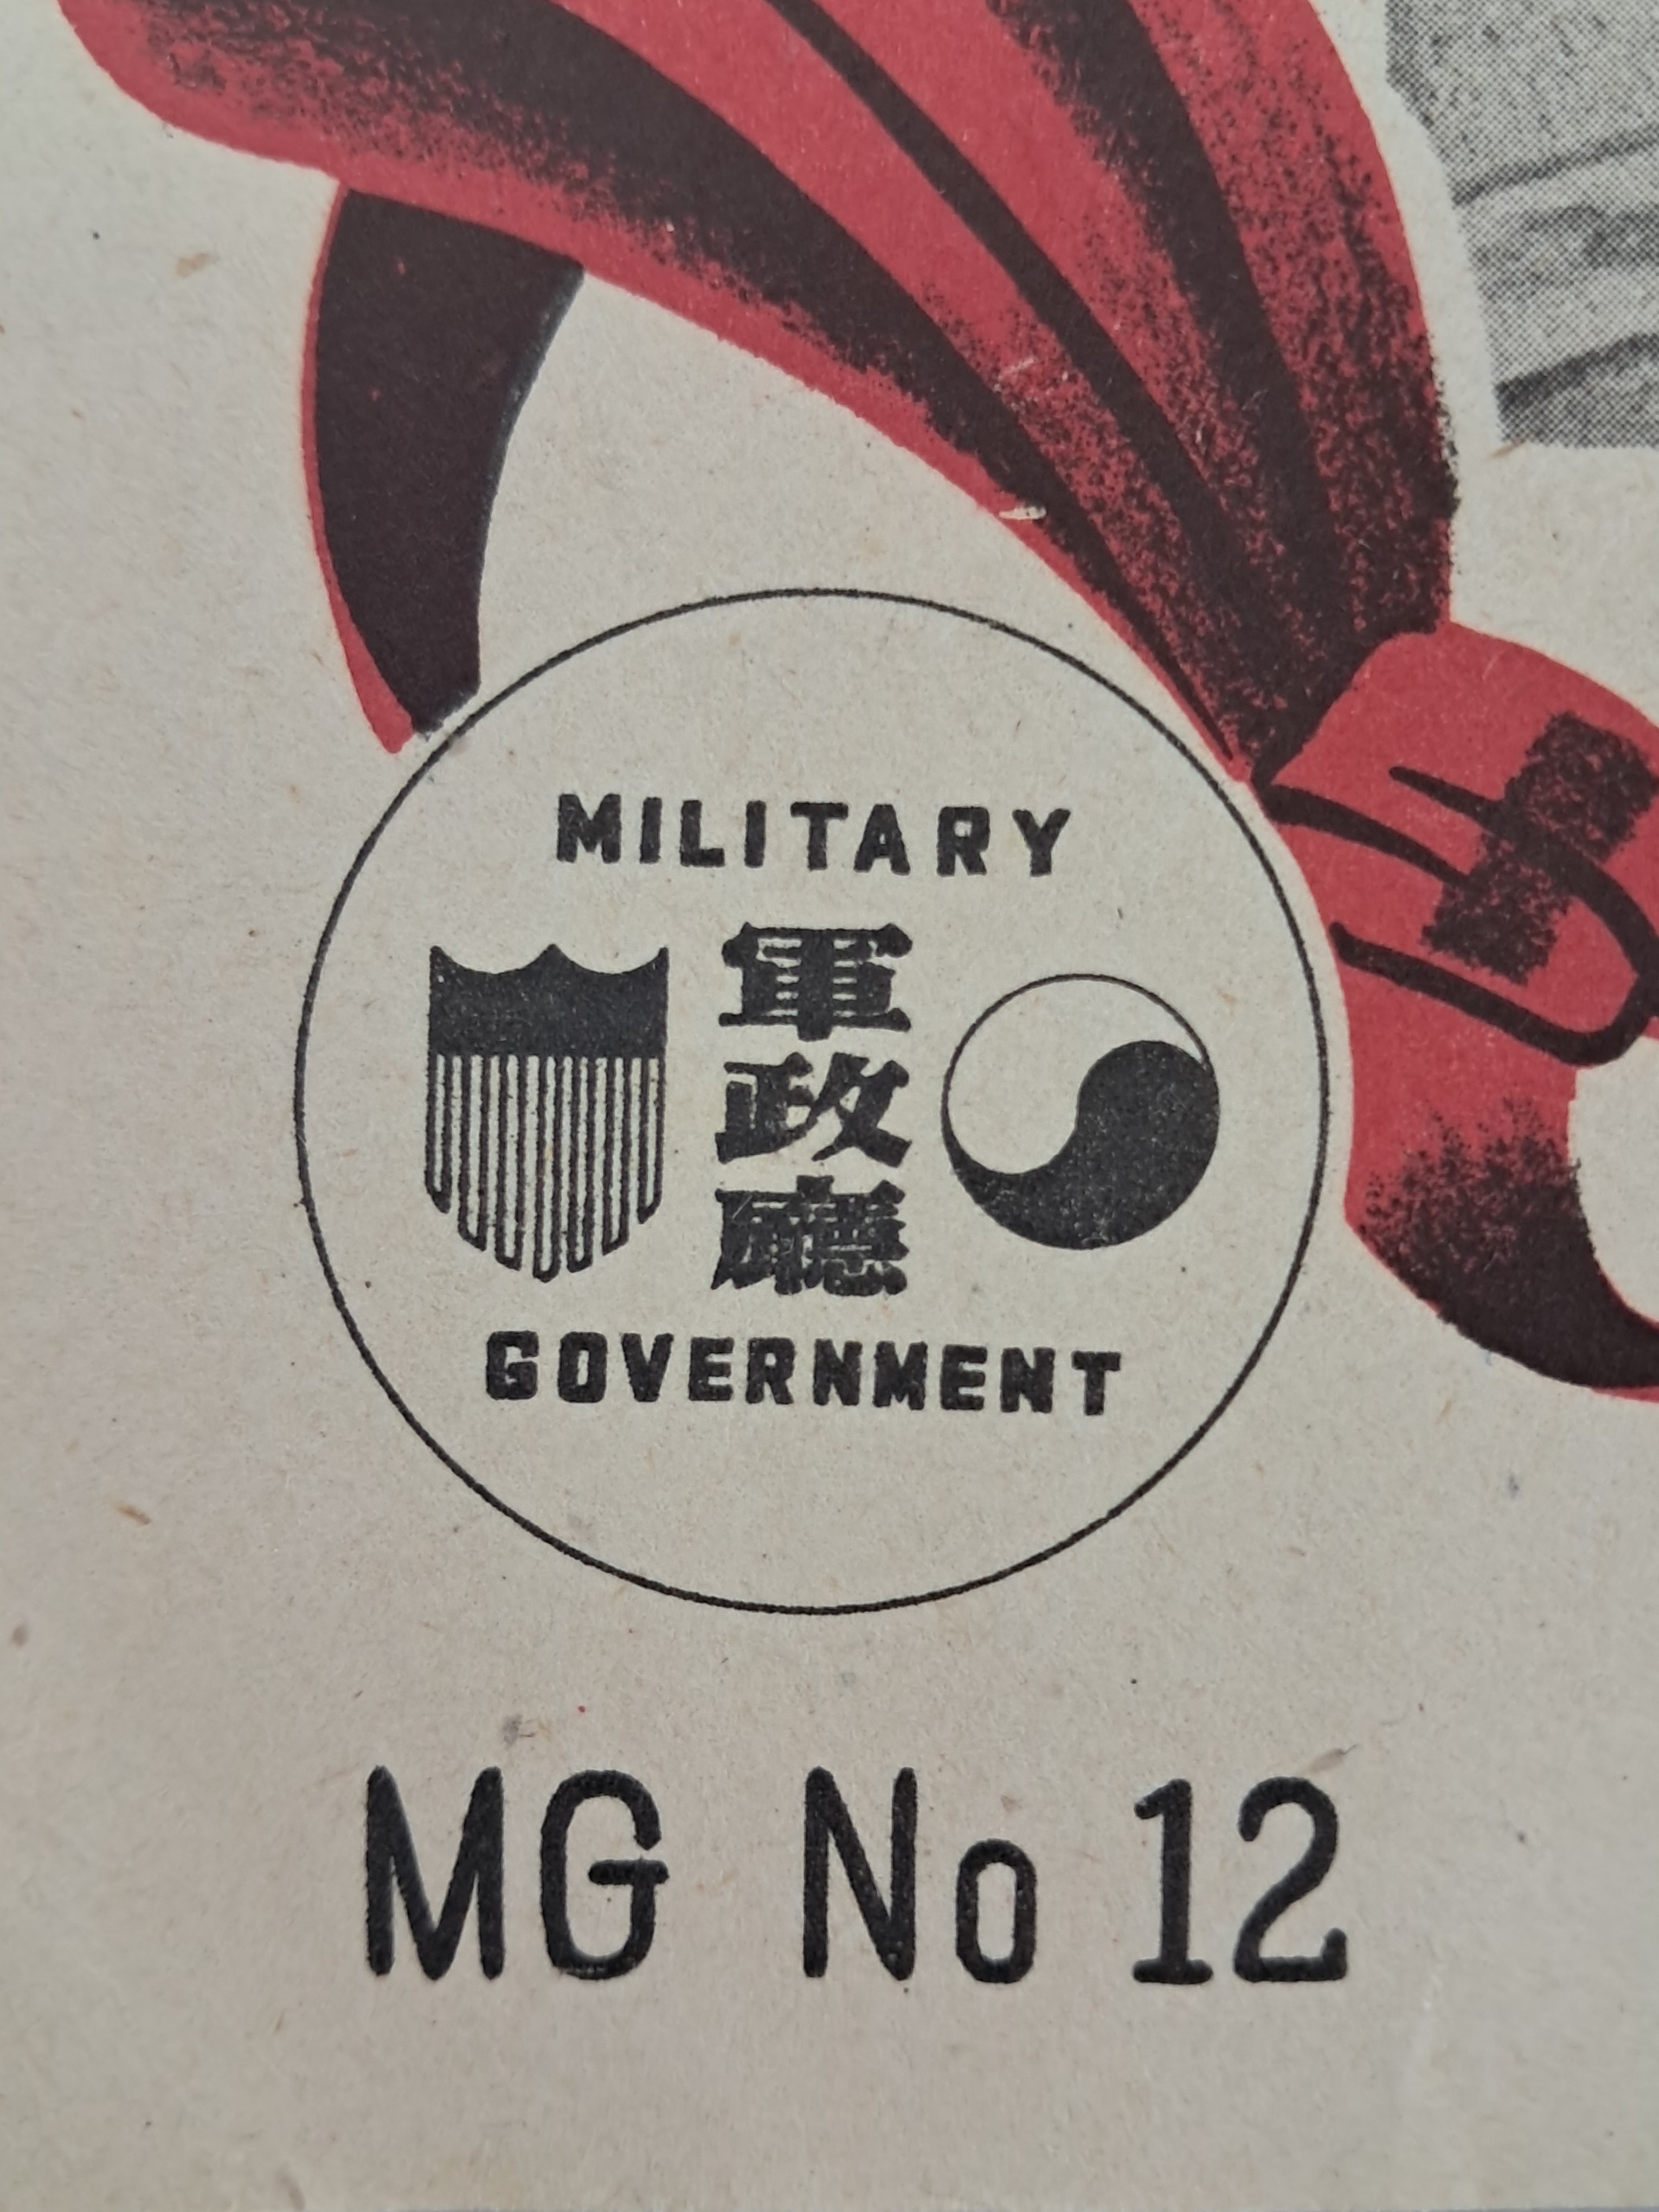 MILITARY
軍
政
廳
GOVERNMENT
MG No 12